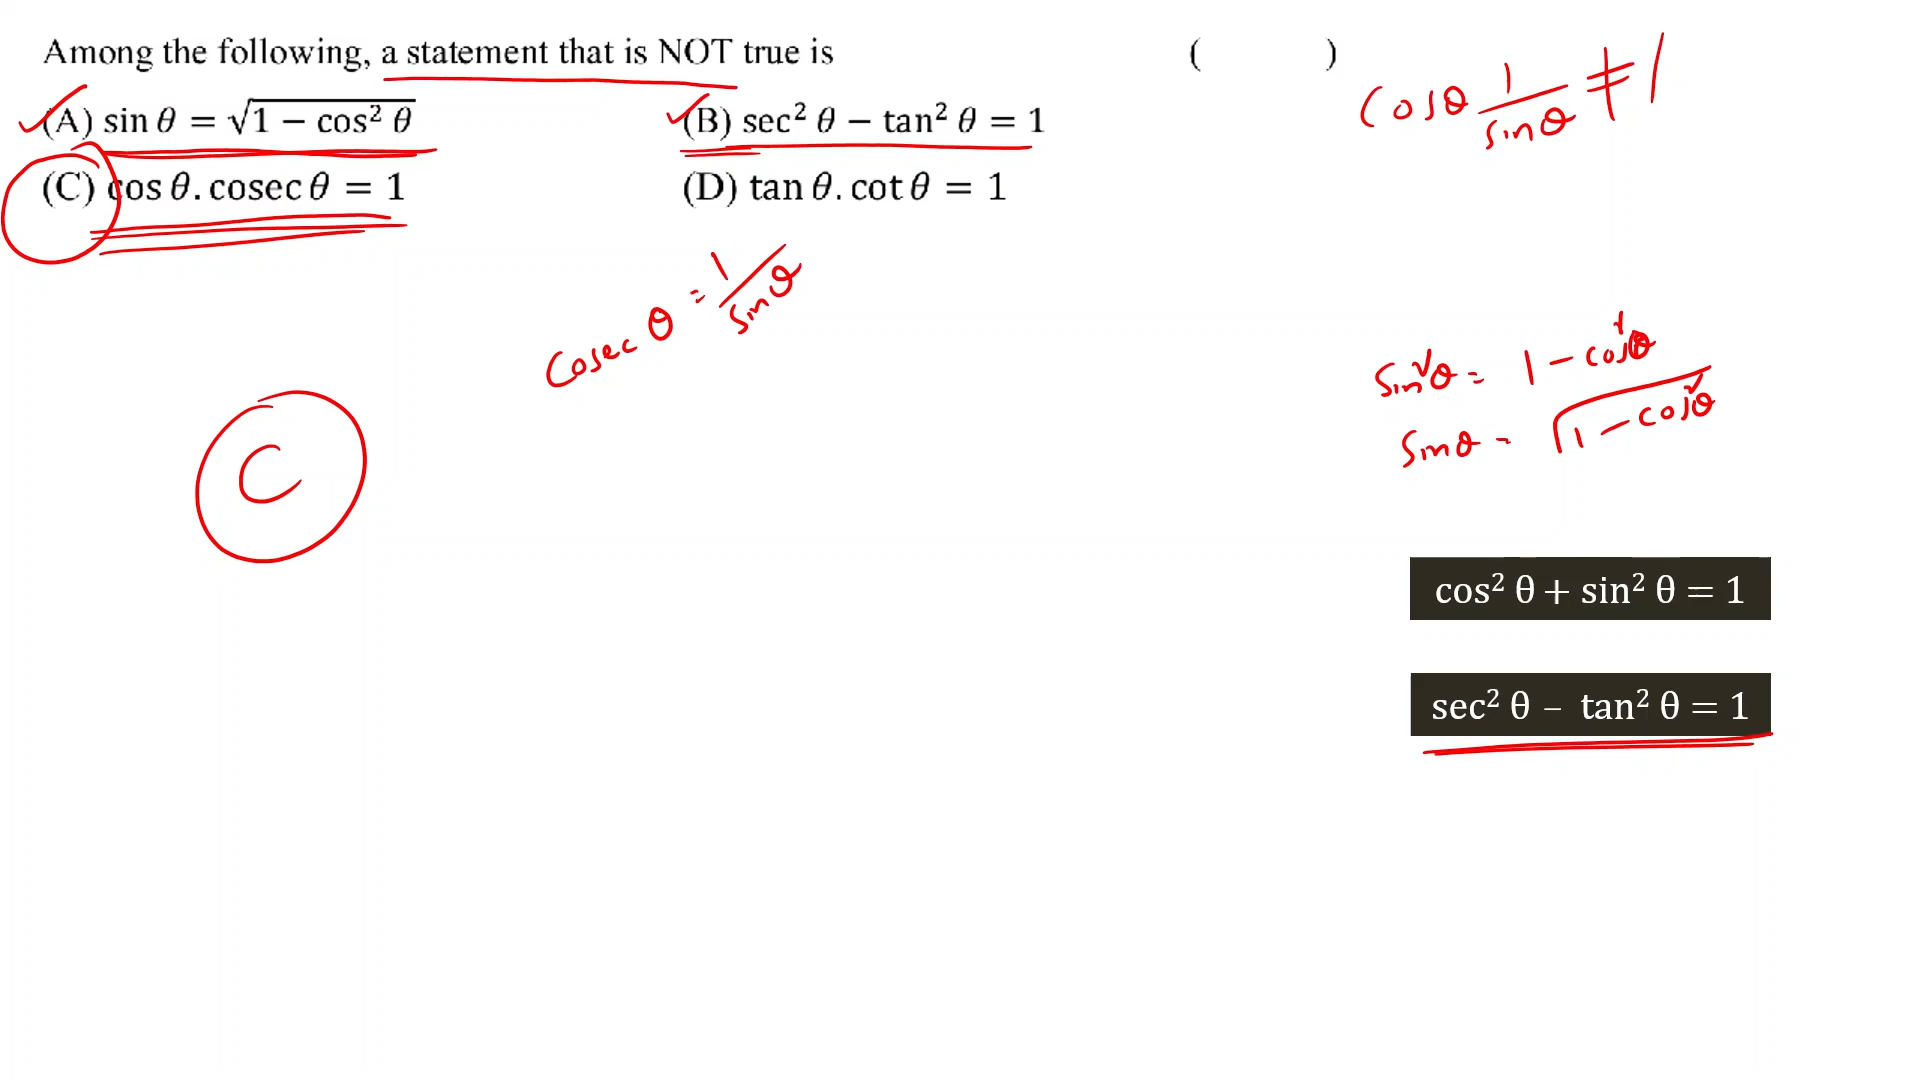 Among the following, a statement that is NOT true is ( )
(A) sin θ = √1 − cos² θ (B) sec² θ − tan² θ = 1
(C) cos θ. cosec θ = 1 (D) tan θ. cot θ = 1
cosθ 1/sinθ ≠ 1
cosec θ = 1/sinθ
sin²θ = 1 − cos²θ
sinθ = √1 − cos²θ
C
cos² θ + sin² θ = 1
sec² θ – tan² θ = 1